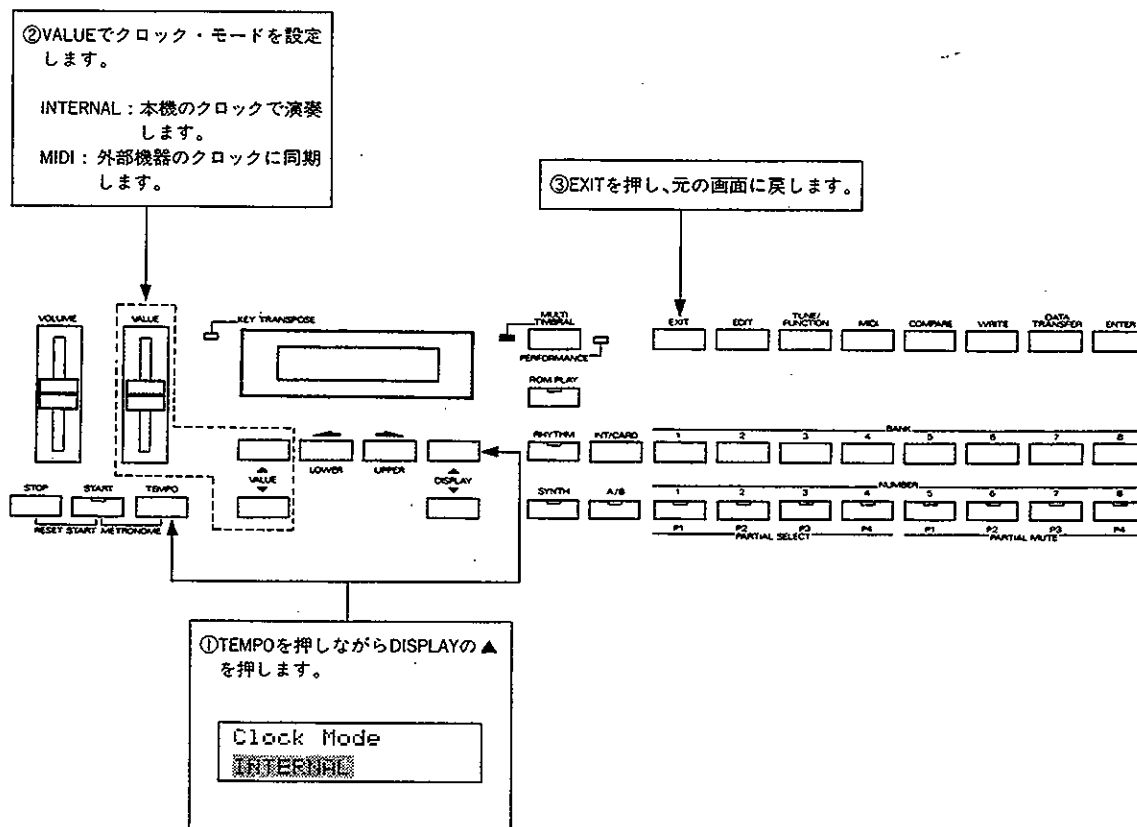 ②VALUEでクロック・モードを設定
します。
INTERNAL：本機のクロックで演奏
します。
MIDI：外部機器のクロックに同期
します。
③EXITを押し、元の画面に戻します。
VOLUME
VALUE
KEY TRANSPOSE
MULTI
TIMBRAL
PERFORMANCE
EXIT
EDIT
TUNE/
FUNCTION
MIDI
COMPARE
WRITE
DATA
TRANSFER
ENTER
ROM PLAY
RHYTHM
INT/CARD
BANK
1 2 3 4 5 6 7 8
VALUE
LOWER
UPPER
DISPLAY
STOP
START
TEMPO
RESET START
METRONOME
SYNTH
A/B
NUMBER
1 2 3 4 5 6 7 8
P1 P2 P3 P4 P1 P2 P3 P4
PARTIAL SELECT
PARTIAL MUTE
①TEMPOを押しながらDISPLAYの▲
を押します。
Clock Mode
INTERNAL